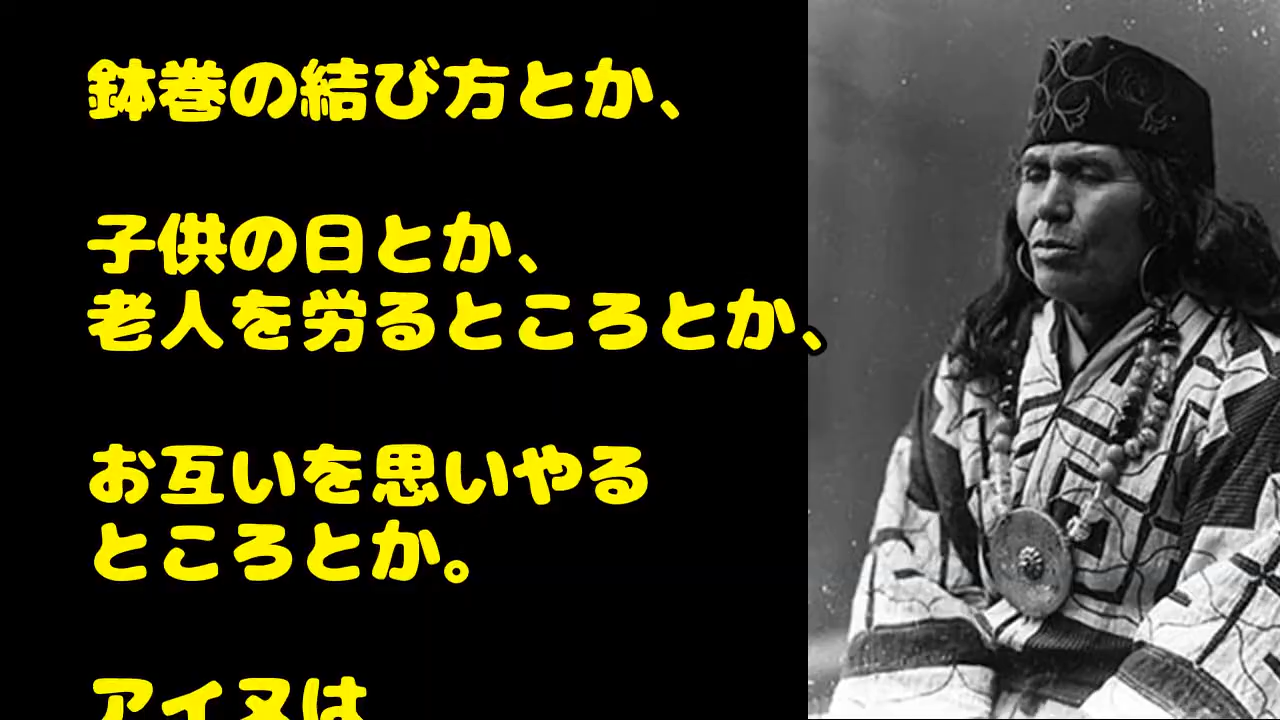 鉢巻の結び方とか、
子供の日とか、
老人を労るところとか、
お互いを思いやる
ところとか。
アイヌは